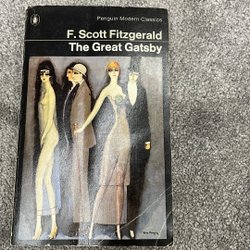 Penguin Modern Classics
F. Scott Fitzgerald
The Great Gatsby